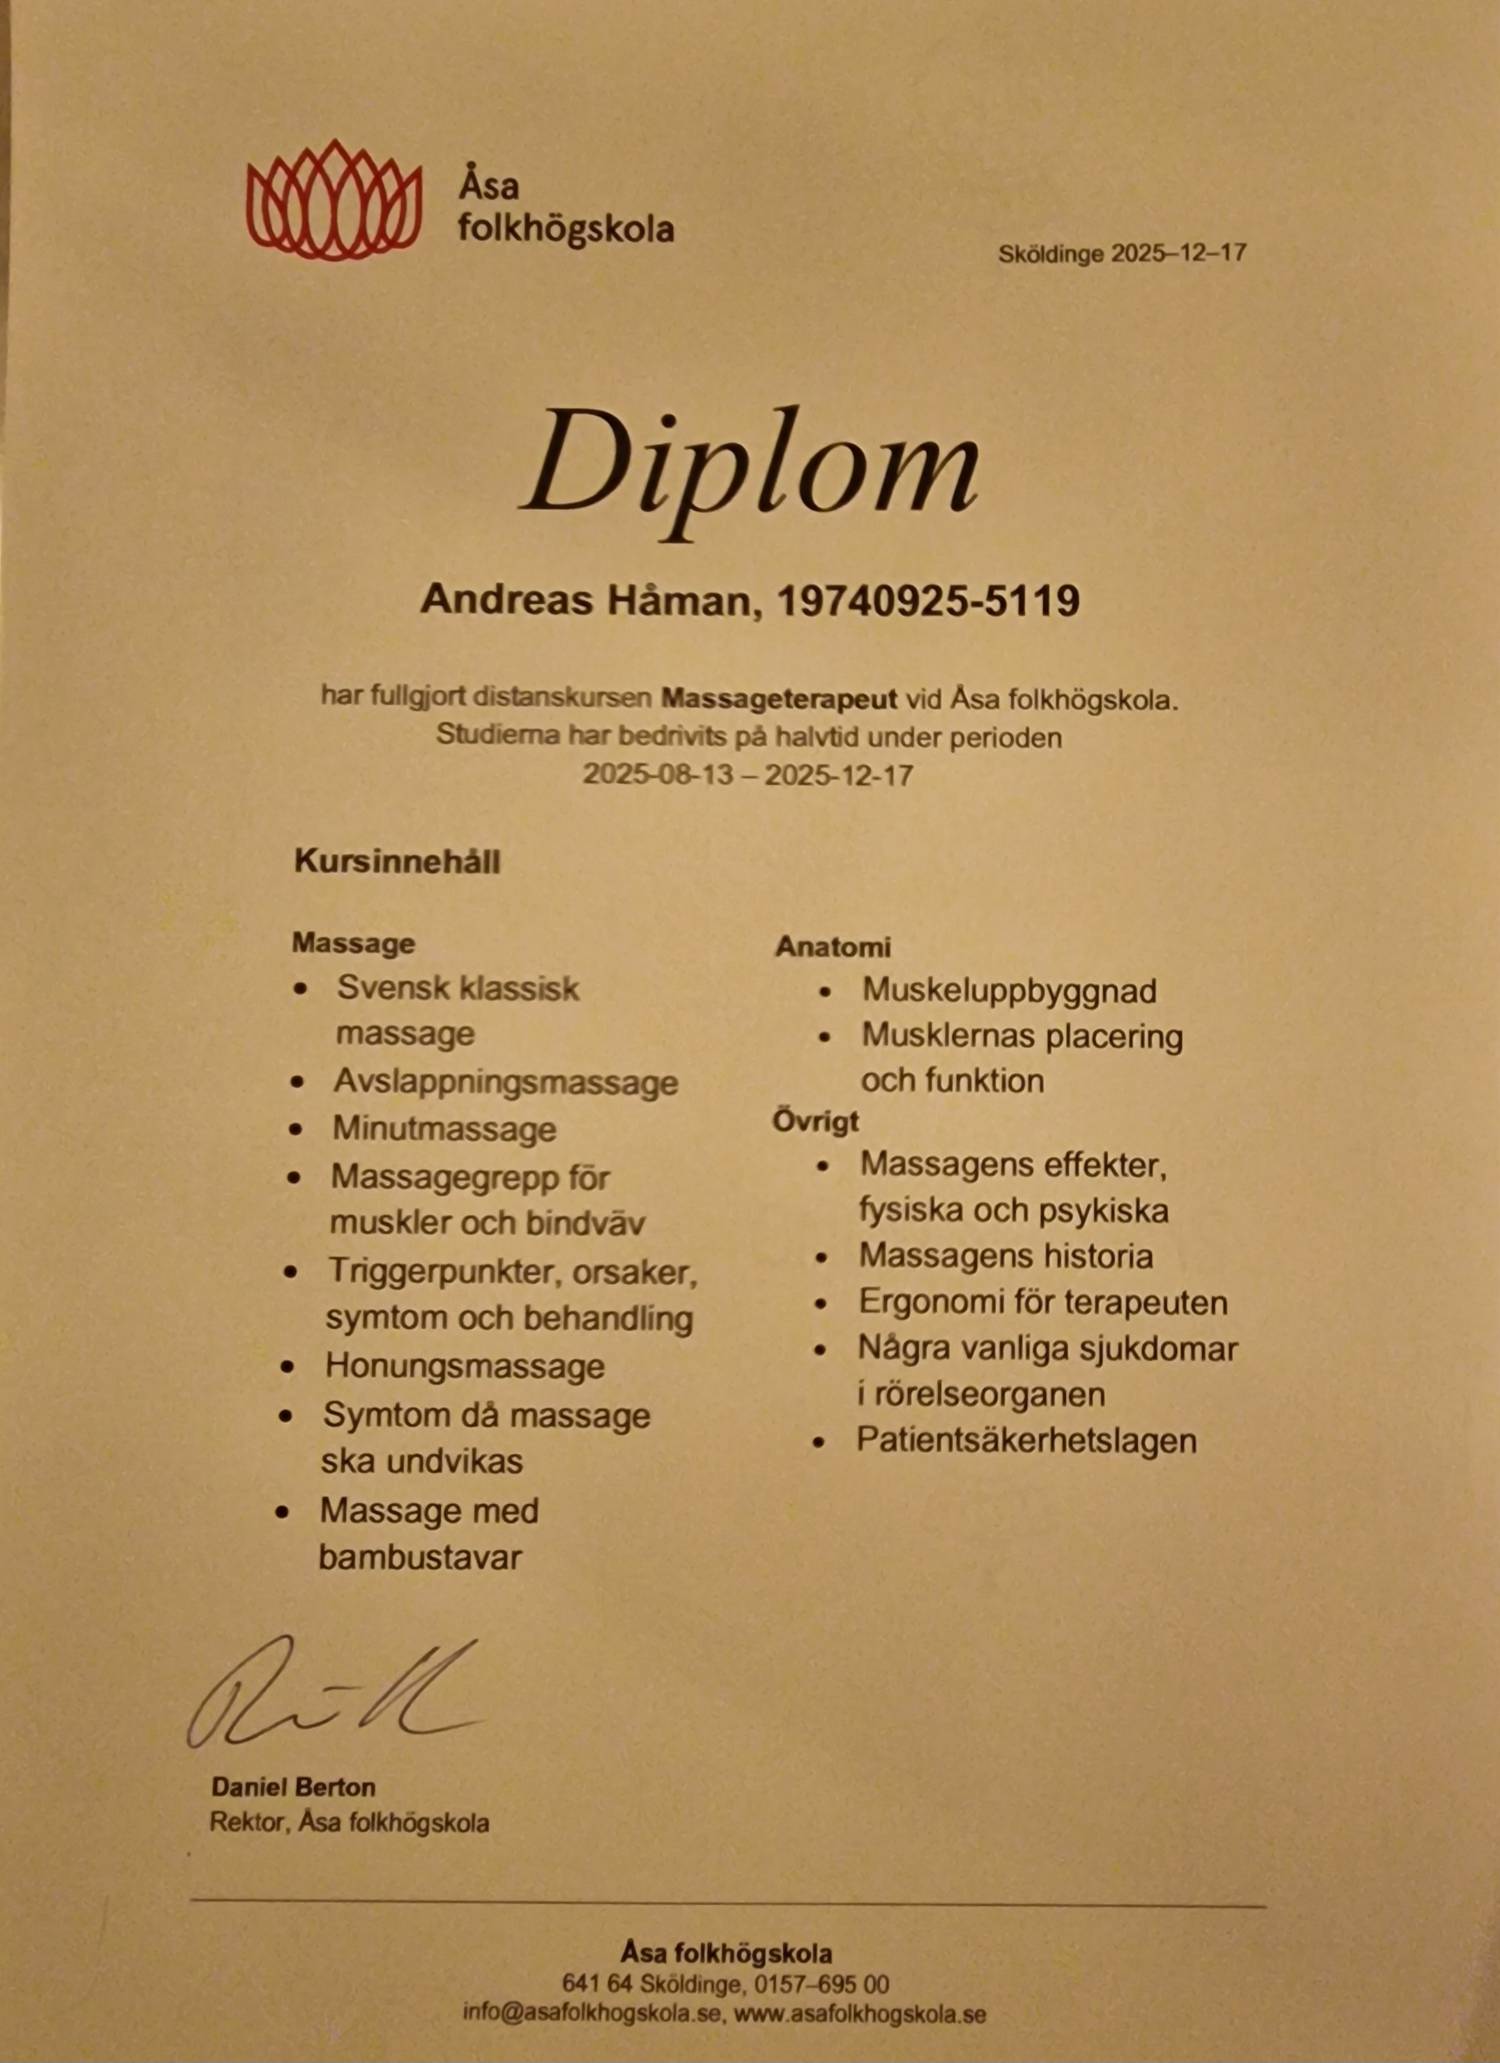 Åsa
folkhögskola
Sköldinge 2025–12–17
Diplom
Andreas Håman, 19740925-5119
har fullgjort distanskursen Massageterapeut vid Åsa folkhögskola.
Studierna har bedrivits på halvtid under perioden
2025-08-13 – 2025-12-17
Kursinnehåll
Massage
• Svensk klassisk
massage
• Avslappningsmassage
• Minutmassage
• Massagegrepp för
muskler och bindväv
• Triggerpunkter, orsaker,
symtom och behandling
• Honungsmassage
• Symtom då massage
ska undvikas
• Massage med
bambustavar
Anatomi
• Muskeluppbyggnad
• Musklernas placering
och funktion
Övrigt
• Massagens effekter,
fysiska och psykiska
• Massagens historia
• Ergonomi för terapeuten
• Några vanliga sjukdomar
i rörelseorganen
• Patientsäkerhetslagen
Daniel Berton
Rektor, Åsa folkhögskola
Åsa folkhögskola
641 64 Sköldinge, 0157–695 00
info@asafolkhogskola.se, www.asafolkhogskola.se